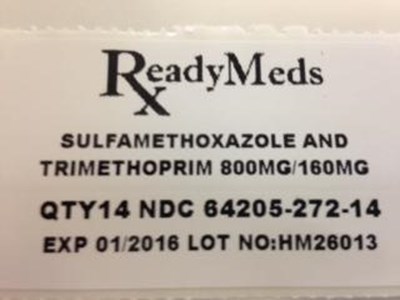 Rx ReadyMeds
SULFAMETHOXAZOLE AND
TRIMETHOPRIM 800MG/160MG
QTY14 NDC 64205-272-14
EXP 01/2016 LOT NO:HM26013